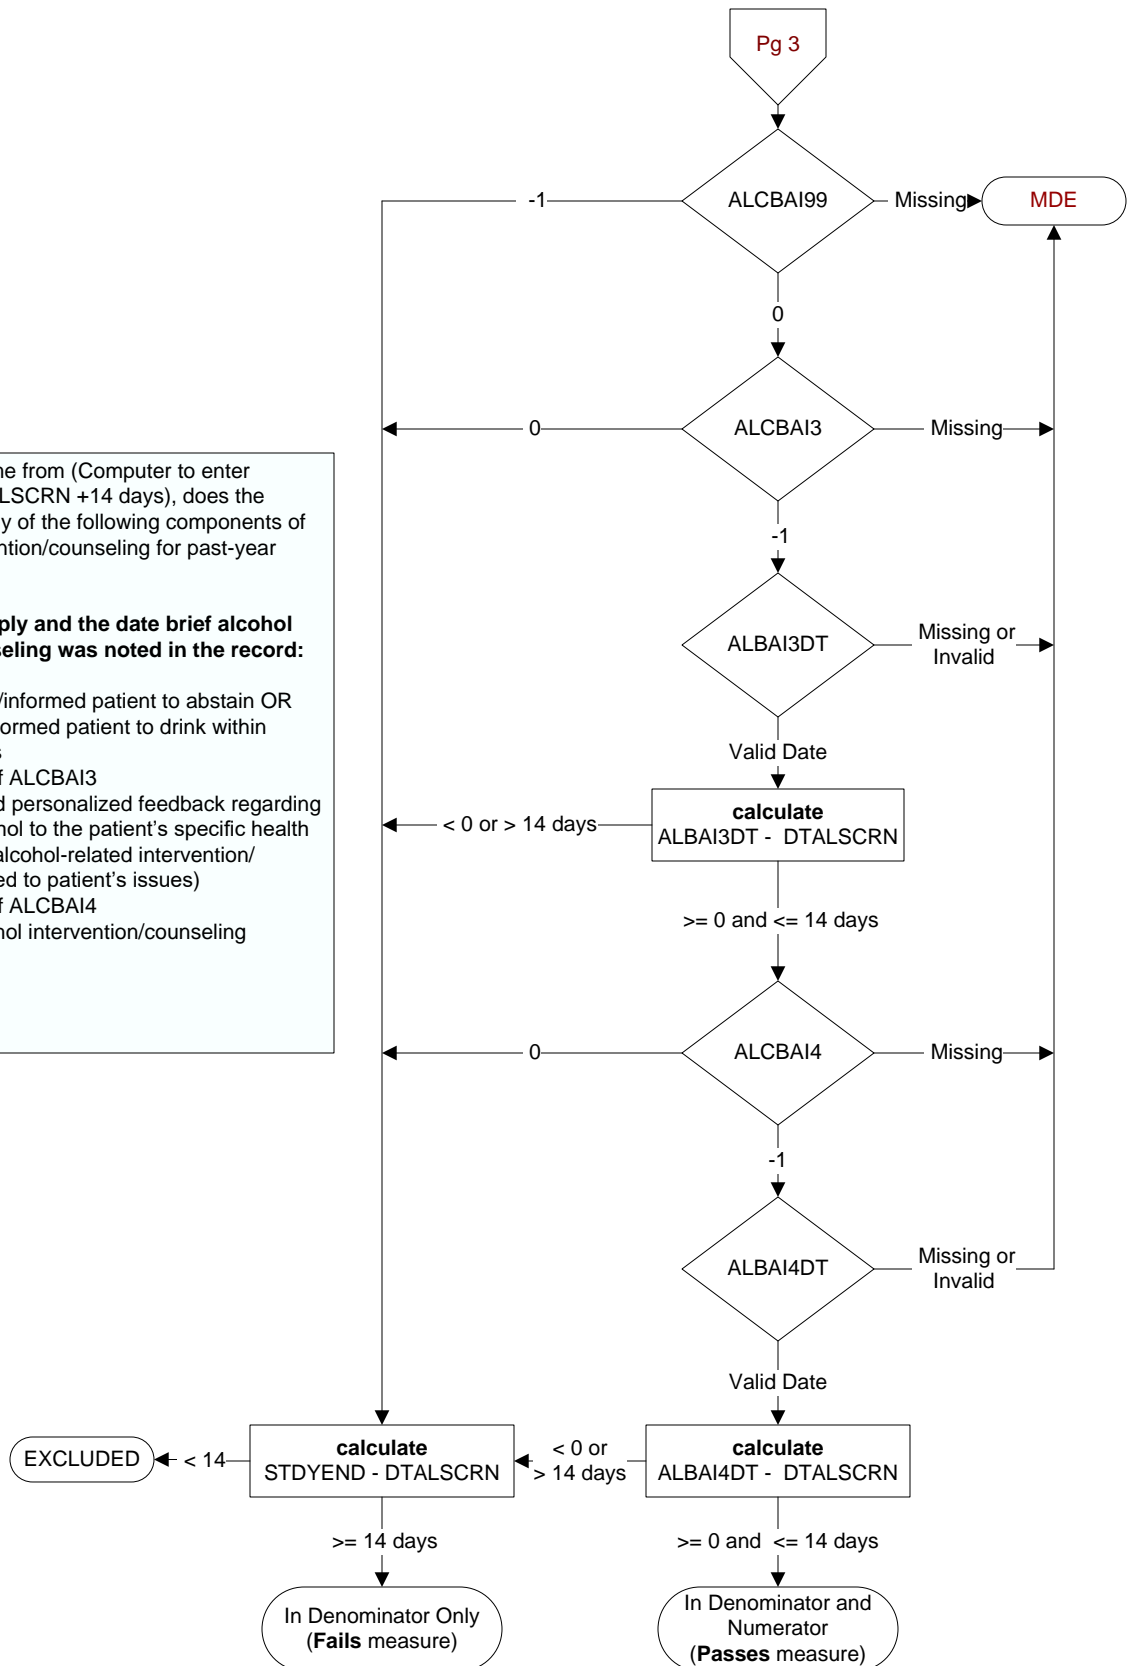 Pg 3
ALCBAI99
-1
Missing
MDE
0
ALCBAI3
0
Missing
-1
ALBAI3DT
Missing or
Invalid
Valid Date
calculate
ALBAI3DT - DTALSCRN
< 0 or > 14 days
>= 0 and <= 14 days
ALCBAI4
0
Missing
-1
ALBAI4DT
Missing or
Invalid
Valid Date
calculate
ALBAI4DT - DTALSCRN
< 0 or
> 14 days
calculate
STDYEND - DTALSCRN
< 14
EXCLUDED
>= 14 days
>= 0 and <= 14 days
In Denominator Only
(Fails measure)
In Denominator and
Numerator
(Passes measure)
me from (Computer to enter
LSCRN +14 days), does the
y of the following components of
ntion/counseling for past-year
ply and the date brief alcohol
seling was noted in the record:
/informed patient to abstain OR
formed patient to drink within
s
f ALCBAI3
d personalized feedback regarding
hol to the patient's specific health
alcohol-related intervention/
ed to patient's issues)
f ALCBAI4
hol intervention/counseling